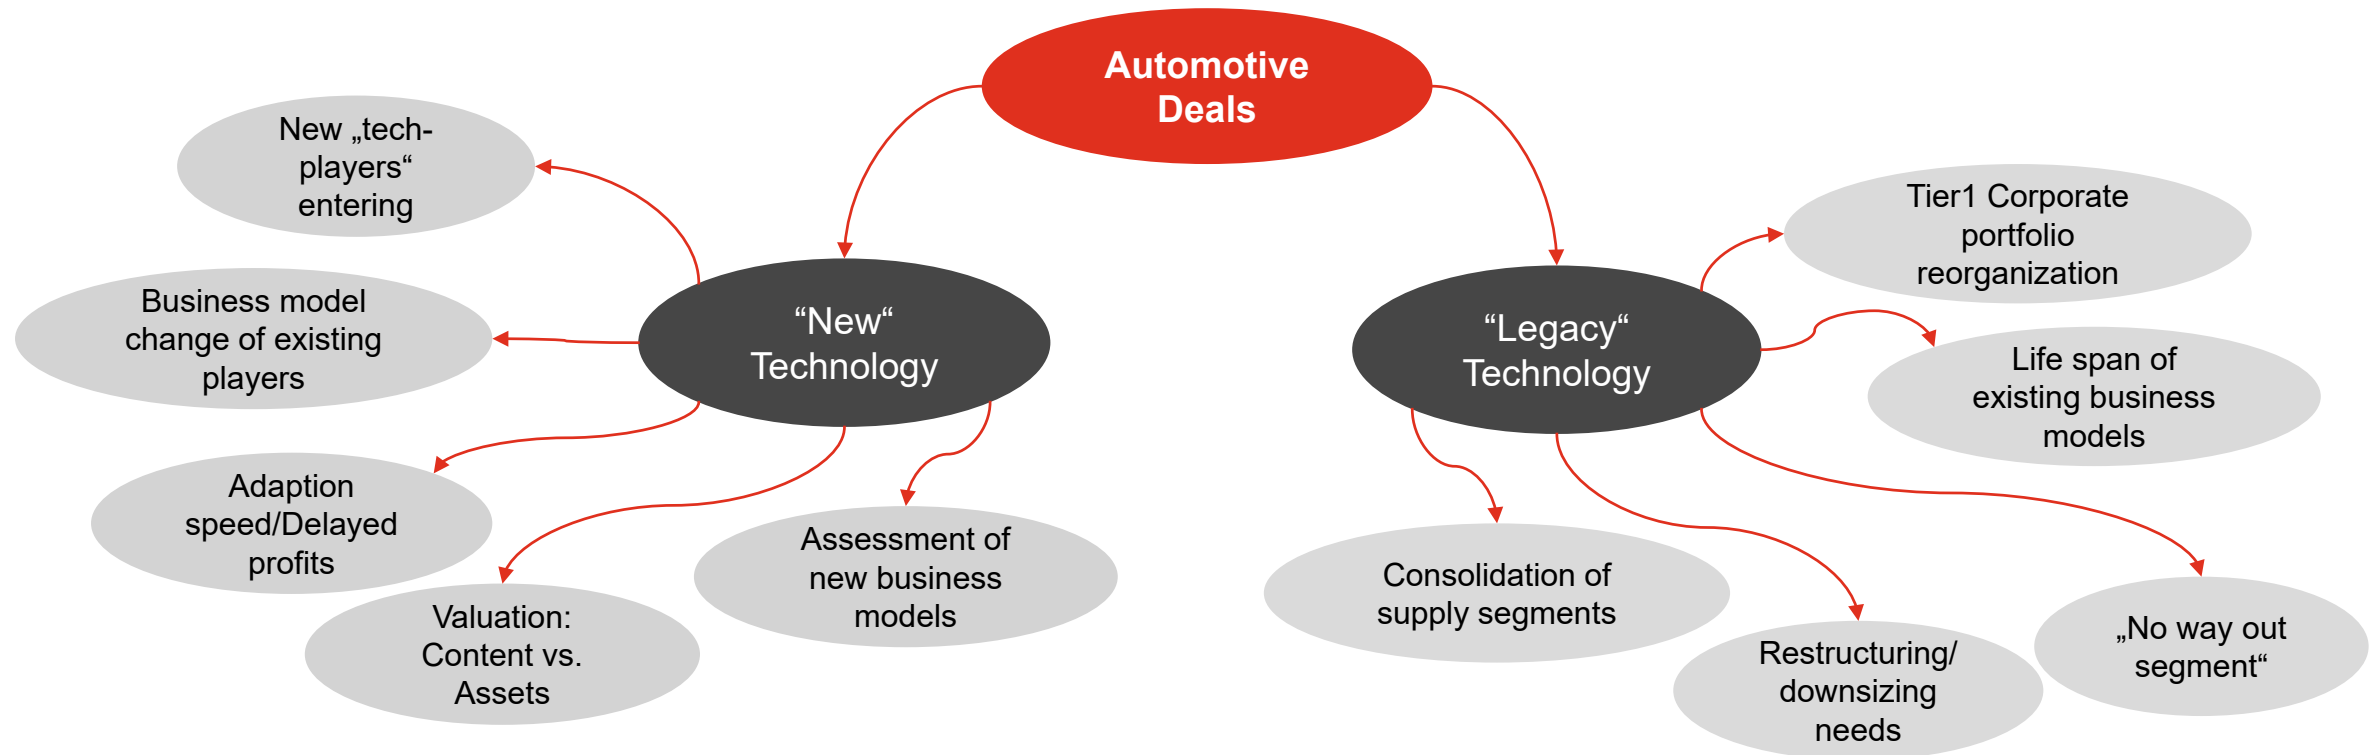 Automotive
Deals
New „tech-
players“
entering
Business model
change of existing
players
“New“
Technology
Adaption
speed/Delayed
profits
Valuation:
Content vs.
Assets
Assessment of
new business
models
“Legacy“
Technology
Tier1 Corporate
portfolio
reorganization
Life span of
existing business
models
Consolidation of
supply segments
Restructuring/
downsizing
needs
„No way out
segment“